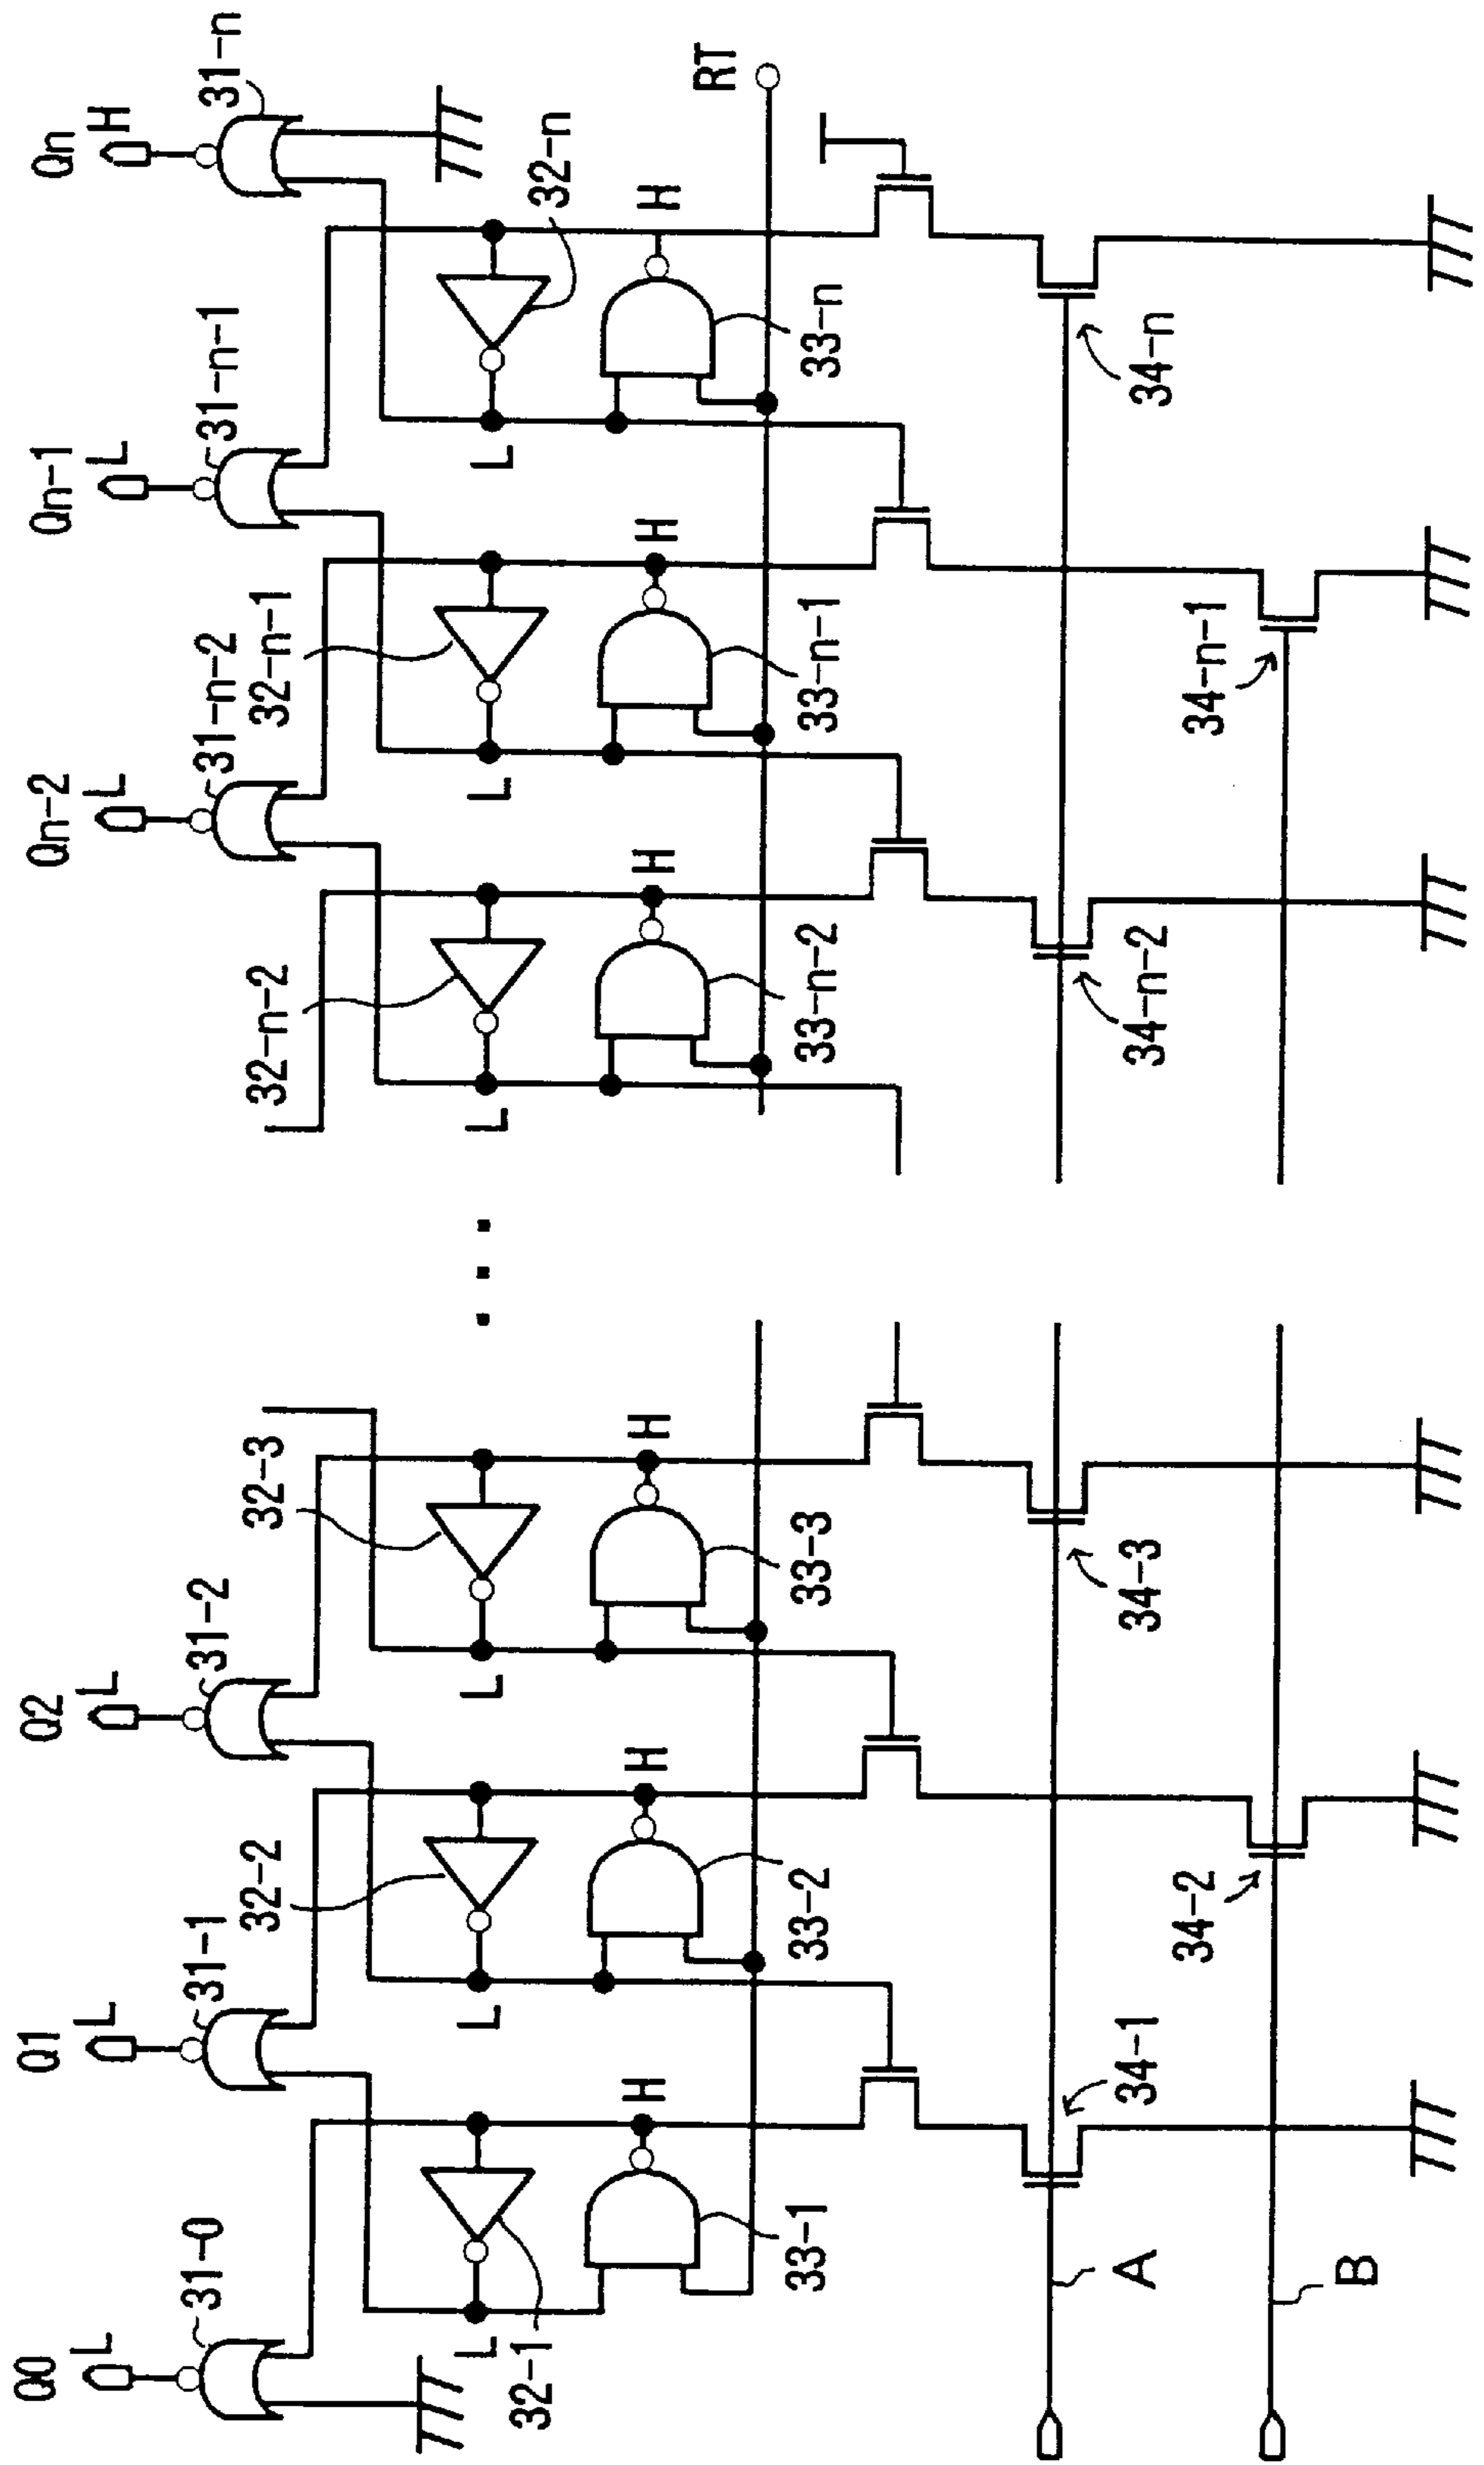 Q0 L
Q1 L
Q2 L
Qn-2 L
Qn-1 L
Qn H
31-0
31-1
31-2
31-n-2
31-n-1
31-n
32-1
32-2
32-3
32-n-2
32-n-1
32-n
L
L
L
L
L
L
H
H
H
H
H
H
RT
33-1
33-2
33-3
33-n-2
33-n-1
33-n
34-1
34-3
34-n-2
34-n
A
34-2
34-n-1
B